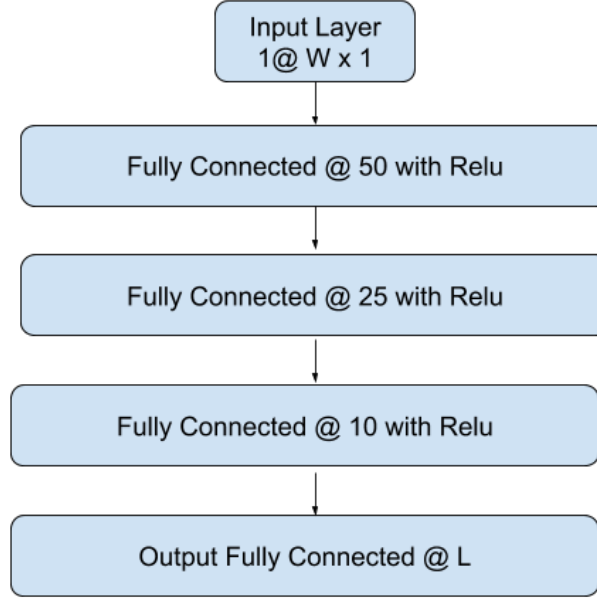 Input Layer
1@ W x 1
Fully Connected @ 50 with Relu
Fully Connected @ 25 with Relu
Fully Connected @ 10 with Relu
Output Fully Connected @ L